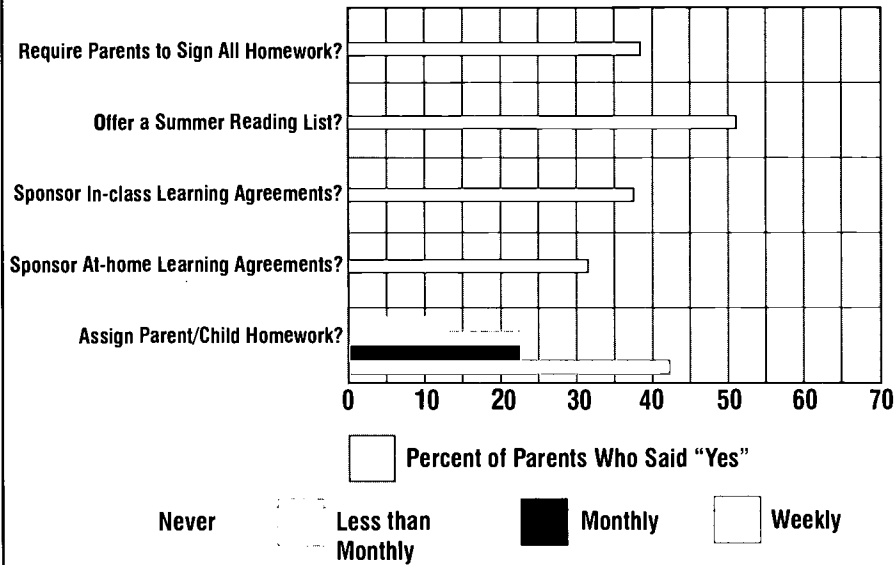 Require Parents to Sign All Homework?
Offer a Summer Reading List?
Sponsor In-class Learning Agreements?
Sponsor At-home Learning Agreements?
Assign Parent/Child Homework?
0 10 20 30 40 50 60 70
Percent of Parents Who Said "Yes"
Never Less than Monthly Weekly
Monthly